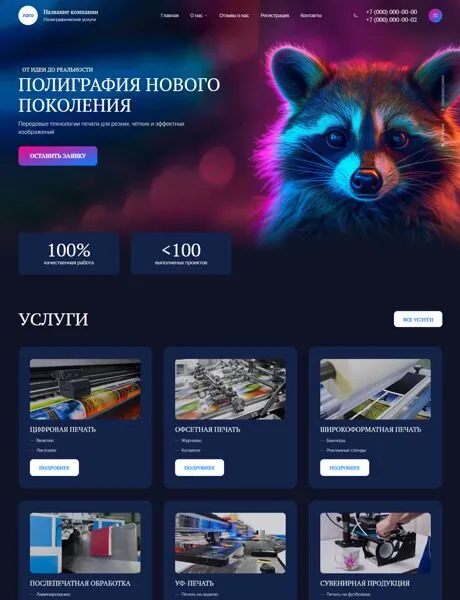 ЛОГО
Название компании
Полиграфические услуги
Главная
О нас
Отзывы о нас
Регистрация
Контакты
+7 (000) 000-00-00
+7 (000) 000-00-02
ОТ ИДЕИ ДО РЕАЛЬНОСТИ
ПОЛИГРАФИЯ НОВОГО
ПОКОЛЕНИЯ
Передовые технологии печати для резких, четких и эффектных
изображений
ОСТАВИТЬ ЗАЯВКУ
100%
качественная работа
<100
выполненых проектов
УСЛУГИ
ВСЕ УСЛУГИ
ЦИФРОВАЯ ПЕЧАТЬ
— Визитки
— Листовки
ПОДРОБНЕЕ
ОФСЕТНАЯ ПЕЧАТЬ
— Журналы
— Каталоги
ПОДРОБНЕЕ
ШИРОКОФОРМАТНАЯ ПЕЧАТЬ
— Баннеры
— Рекламные стенды
ПОДРОБНЕЕ
ПОСЛЕПЕЧАТНАЯ ОБРАБОТКА
— Ламинирование
УФ-ПЕЧАТЬ
— Печать на акриле
СУВЕНИРНАЯ ПРОДУКЦИЯ
— Печать на футболках